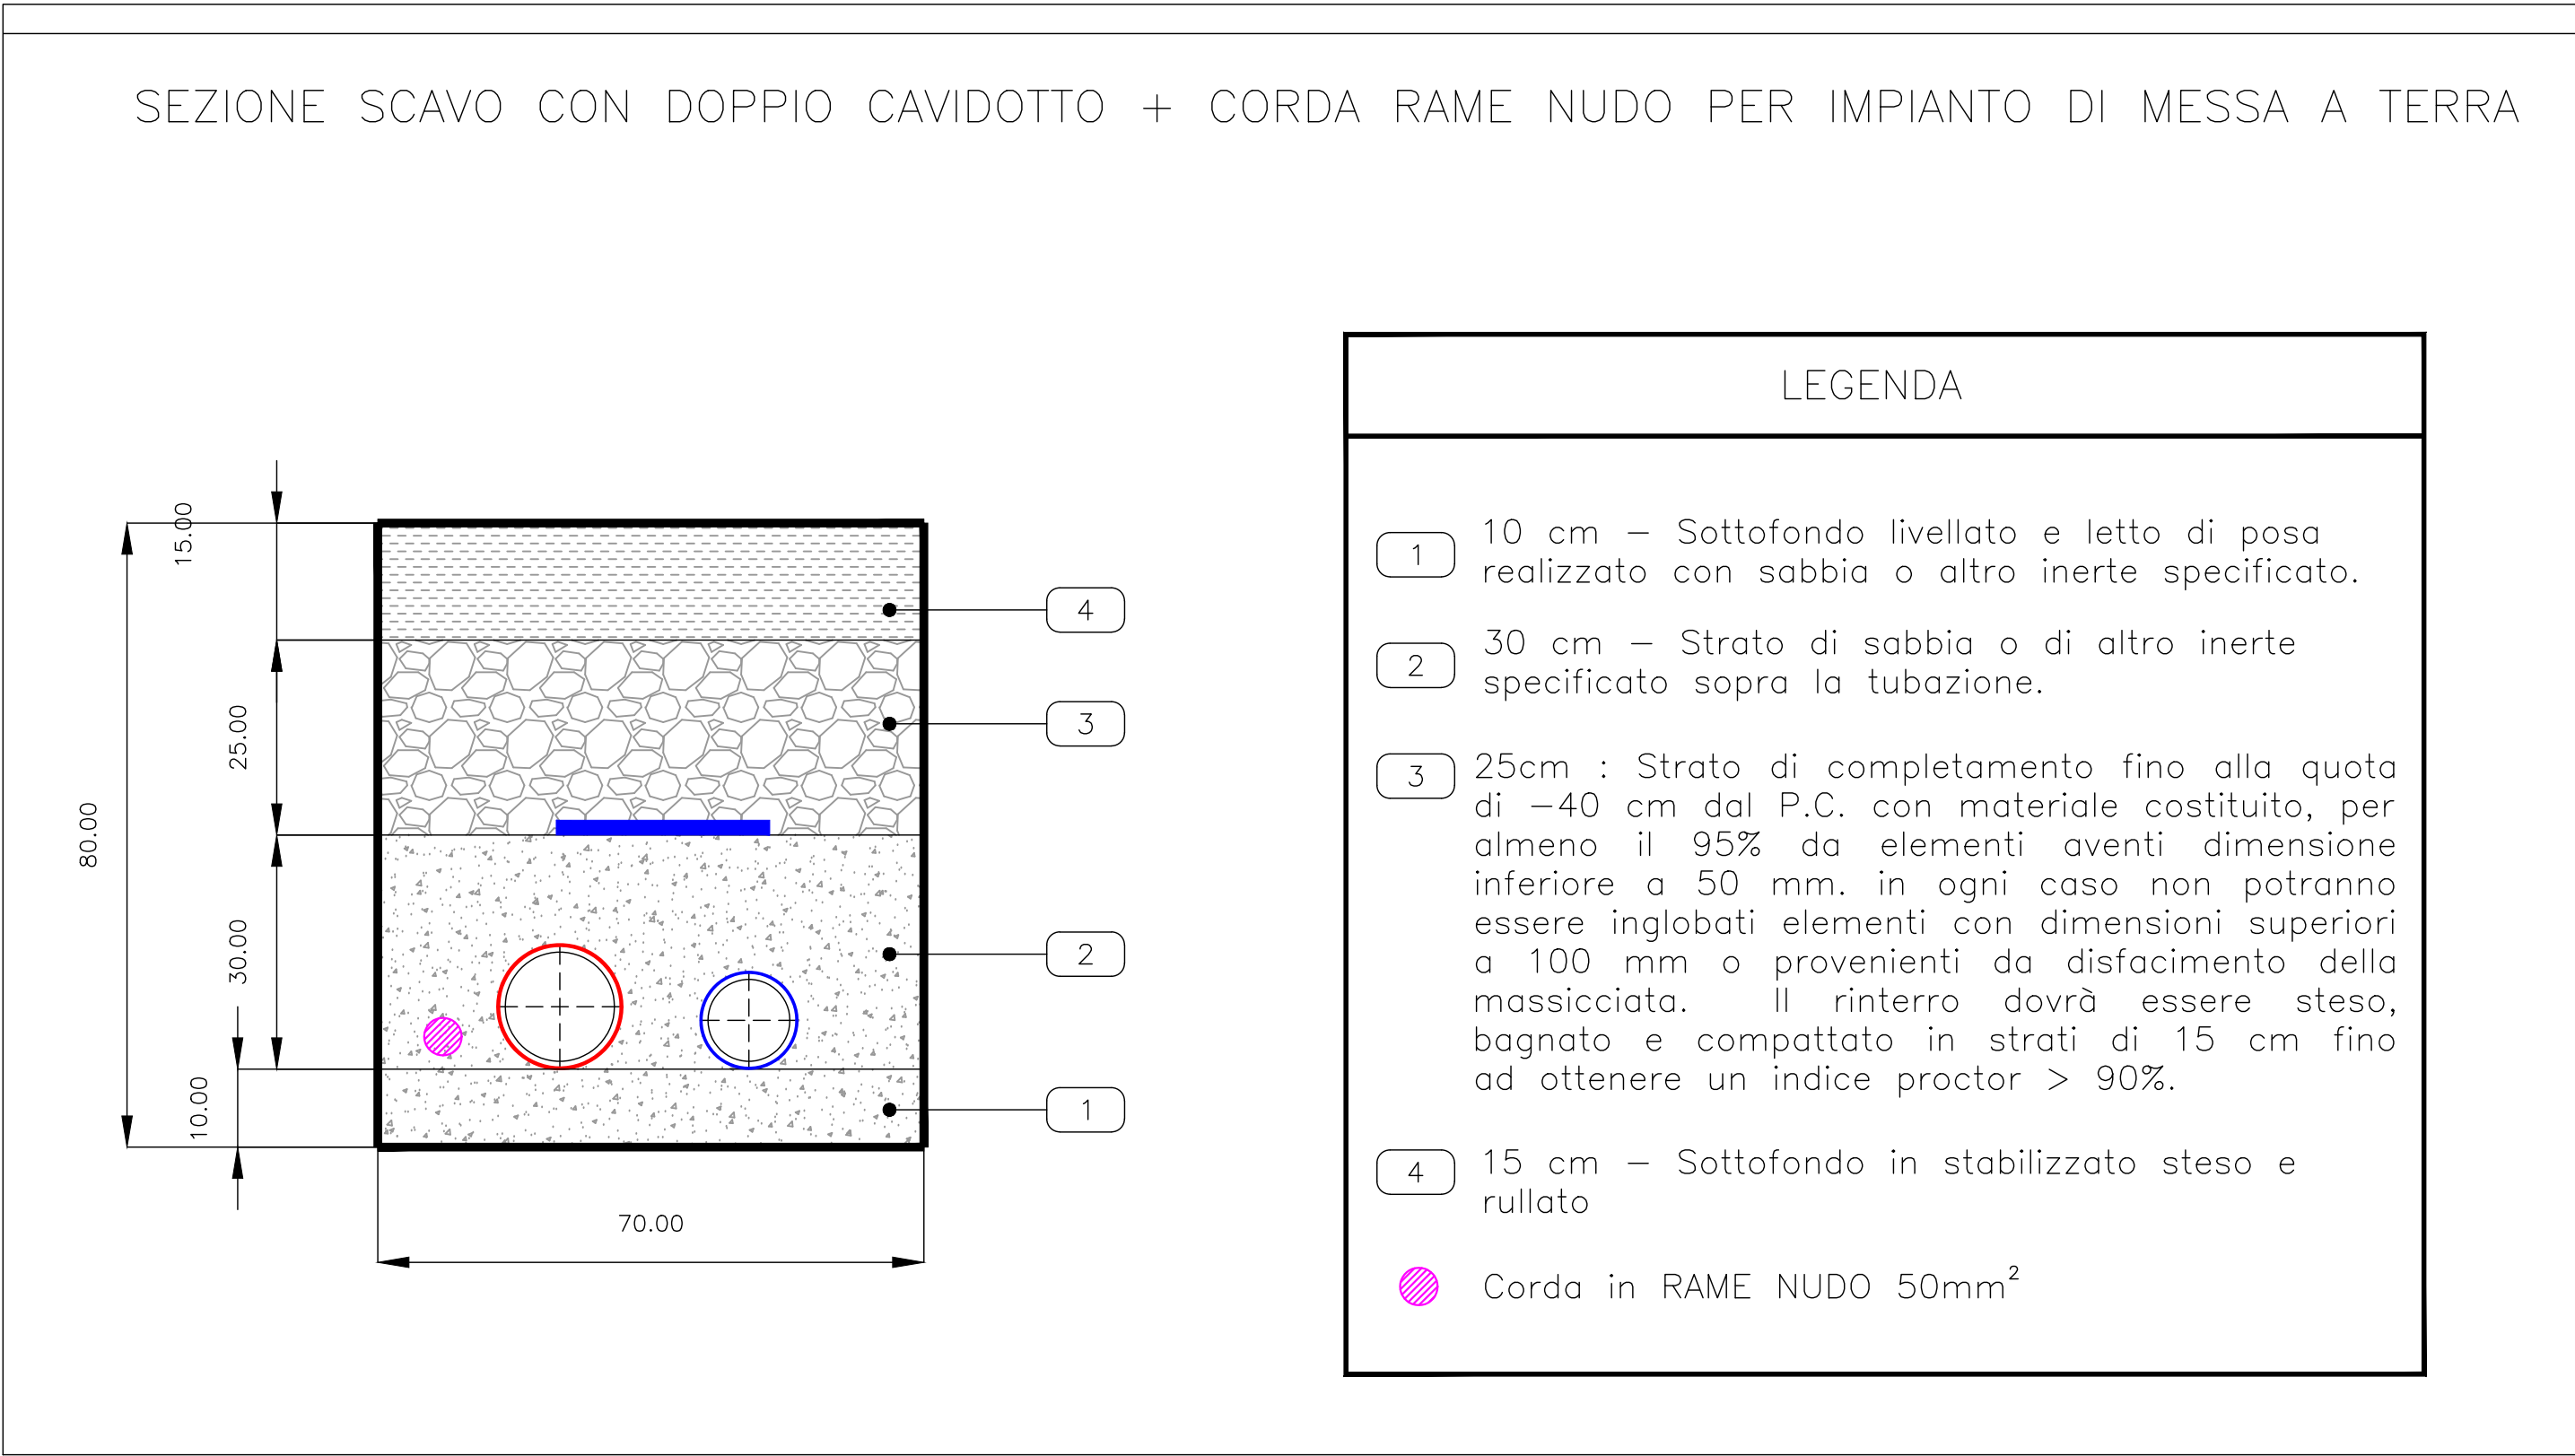 SEZIONE SCAVO CON DOPPIO CAVIDOTTO + CORDA RAME NUDO PER IMPIANTO DI MESSA A TERRA
15.00
25.00
80.00
30.00
10.00
70.00
4
3
2
1
LEGENDA
1 10 cm – Sottofondo livellato e letto di posa
realizzato con sabbia o altro inerte specificato.
2 30 cm – Strato di sabbia o di altro inerte
specificato sopra la tubazione.
3 25cm : Strato di completamento fino alla quota
di –40 cm dal P.C. con materiale costituito, per
almeno il 95% da elementi aventi dimensione
inferiore a 50 mm. in ogni caso non potranno
essere inglobati elementi con dimensioni superiori
a 100 mm o provenienti da disfacimento della
massicciata. Il rinterro dovrà essere steso,
bagnato e compattato in strati di 15 cm fino
ad ottenere un indice proctor > 90%.
4 15 cm – Sottofondo in stabilizzato steso e
rullato
Corda in RAME NUDO 50mm²